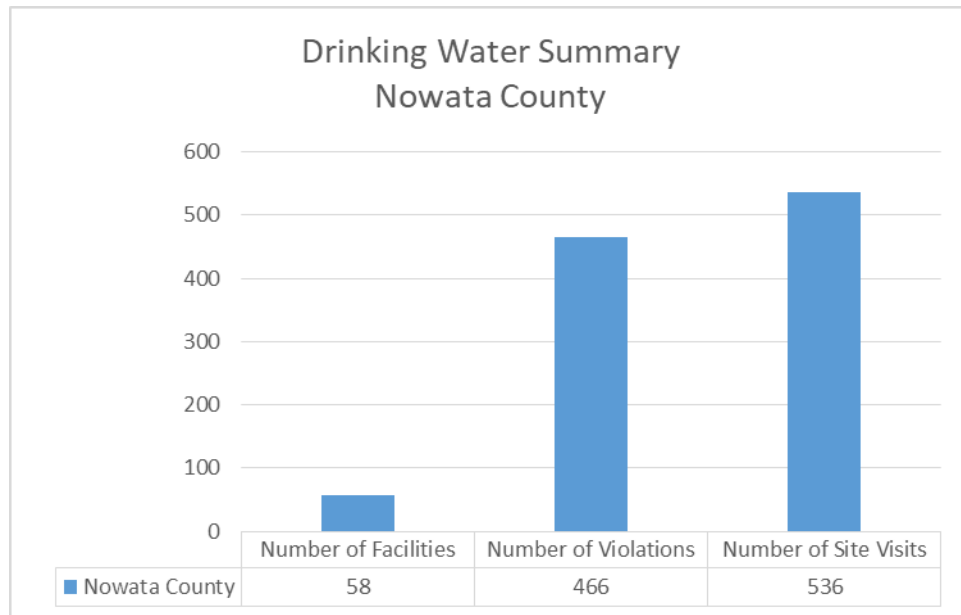 Drinking Water Summary
Nowata County
600
500
400
300
200
100
0
Number of Facilities Number of Violations Number of Site Visits
Nowata County 58 466 536